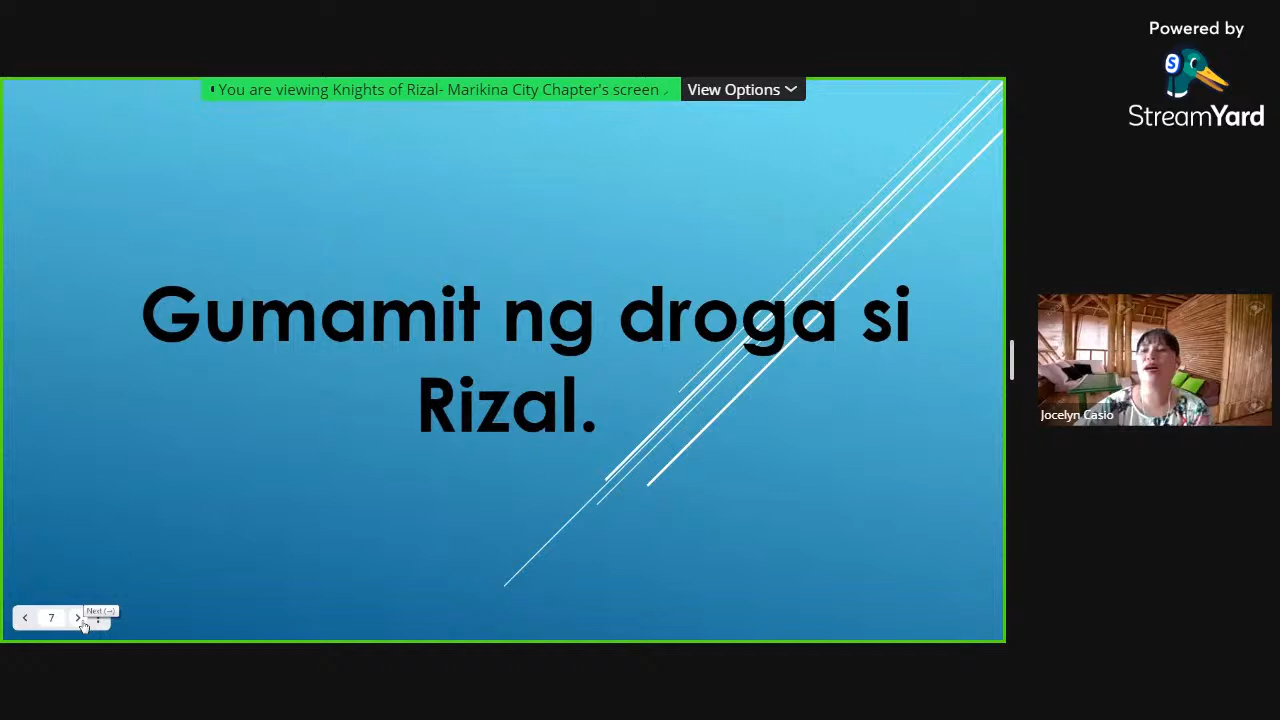 Powered by
StreamYard
You are viewing Knights of Rizal- Marikina City Chapter's screen
View Options
Gumamit ng droga si
Rizal.
Jocelyn Casio
7
Next (→)